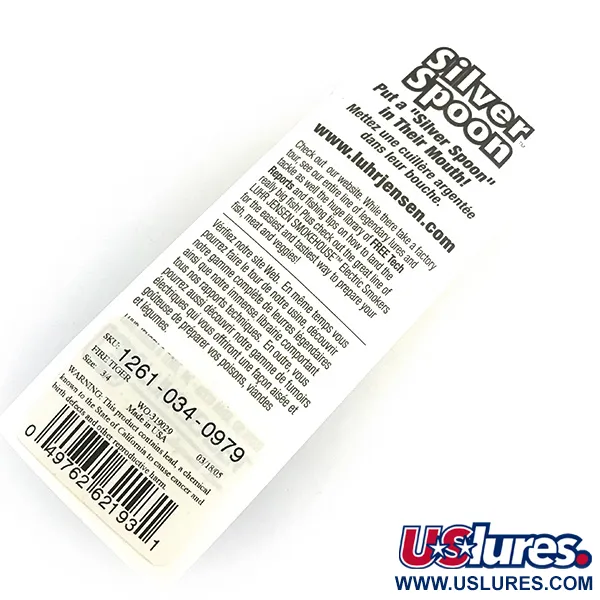 silver
spoon™
Put a "Silver Spoon"
in Their Mouth!
Mettez une cuillère argentée
dans leur bouche.
www.luhrjensen.com
Check out our website. While there take a factory
tour, see our entire line of legendary lures and
tackle as well the huge library of FREE Tech
Reports and fishing tips on how to land the
really big fish! Plus check out the great line of
LUHR JENSEN SMOKEHOUSE™ Electric Smokers
for the easiest and tastiest way to prepare your
fish, meat and veggies!
Vérifiez notre site Web. En même temps vous
pourrez faire le tour de notre usine, découvrir
notre gamme complète de leurres légendaires
ainsi que notre immense librairie comportant
tous nos rapports techniques. En outre, vous
pourrez aussi découvrir notre gamme de fumoirs
électriques qui vous offriront une façon aisée et
goûteuse de préparer vos poisons, viandes
et légumes.
SKU: 1261-034-0979
FIRE TIGER
Size: 3/4
WO-319029
Made in USA
03/18/05
WARNING: This product contains lead, a chemical
known to the State of California to cause cancer and
birth defects and other reproductive harm.
0 49762 62193 1
USlures.
WWW.USLURES.COM